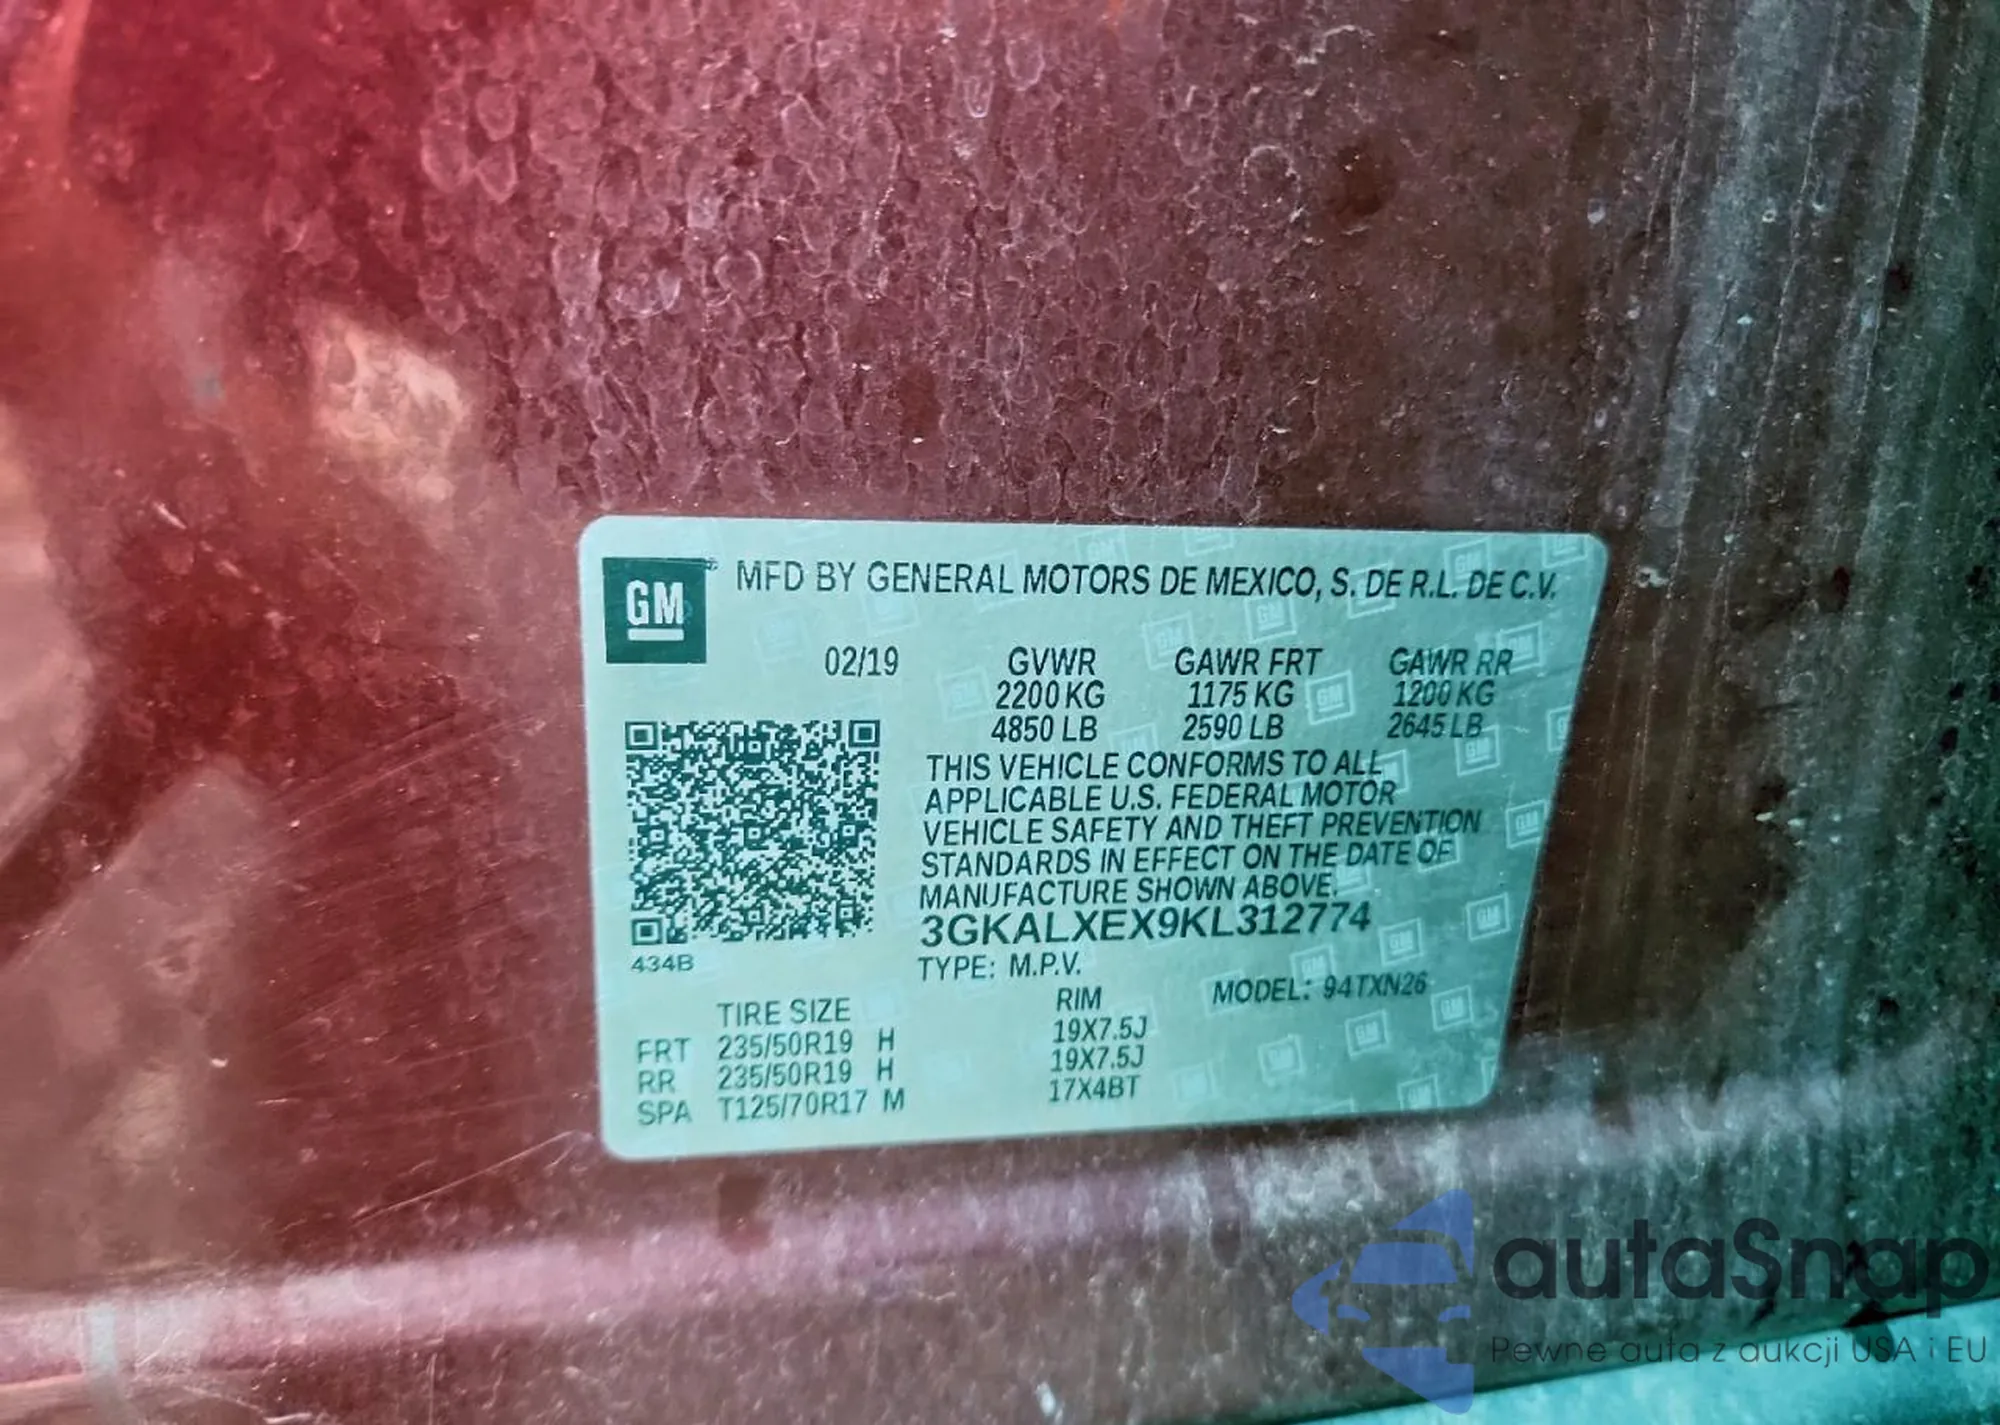 GM
MFD BY GENERAL MOTORS DE MEXICO, S. DE R.L. DE C.V.
02/19 GVWR GAWR FRT GAWR RR
2200 KG 1175 KG 1200 KG
4850 LB 2590 LB 2645 LB
THIS VEHICLE CONFORMS TO ALL
APPLICABLE U.S. FEDERAL MOTOR
VEHICLE SAFETY AND THEFT PREVENTION
STANDARDS IN EFFECT ON THE DATE OF
MANUFACTURE SHOWN ABOVE.
3GKALXEX9KL312774
434B
TYPE: M.P.V.
MODEL: 94TXN26
TIRE SIZE RIM
FRT 235/50R19 H 19X7.5J
RR 235/50R19 H 19X7.5J
SPA T125/70R17 M 17X4BT
autaSnap
Pewne auta z aukcji USA i EU